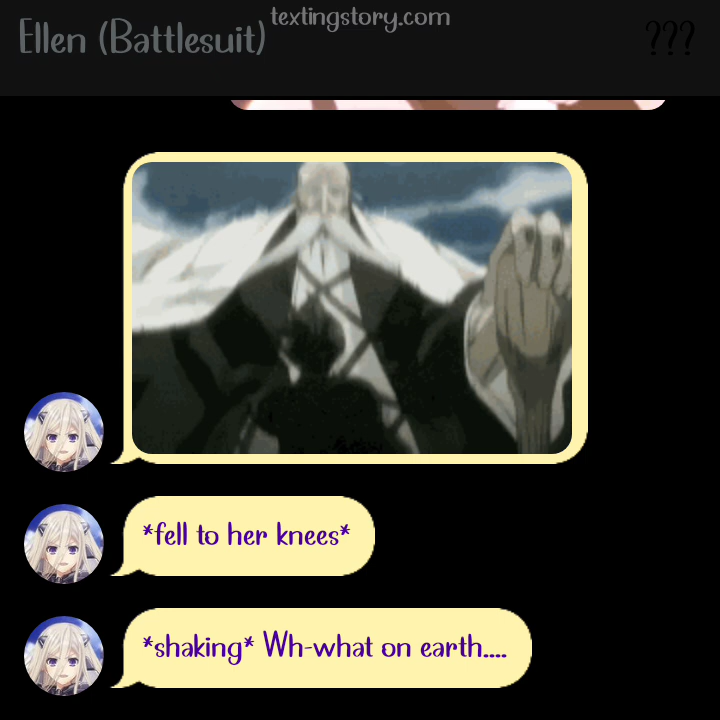 textingstory.com
Ellen (Battlesuit)
???
*fell to her knees*
*shaking* Wh-what on earth....